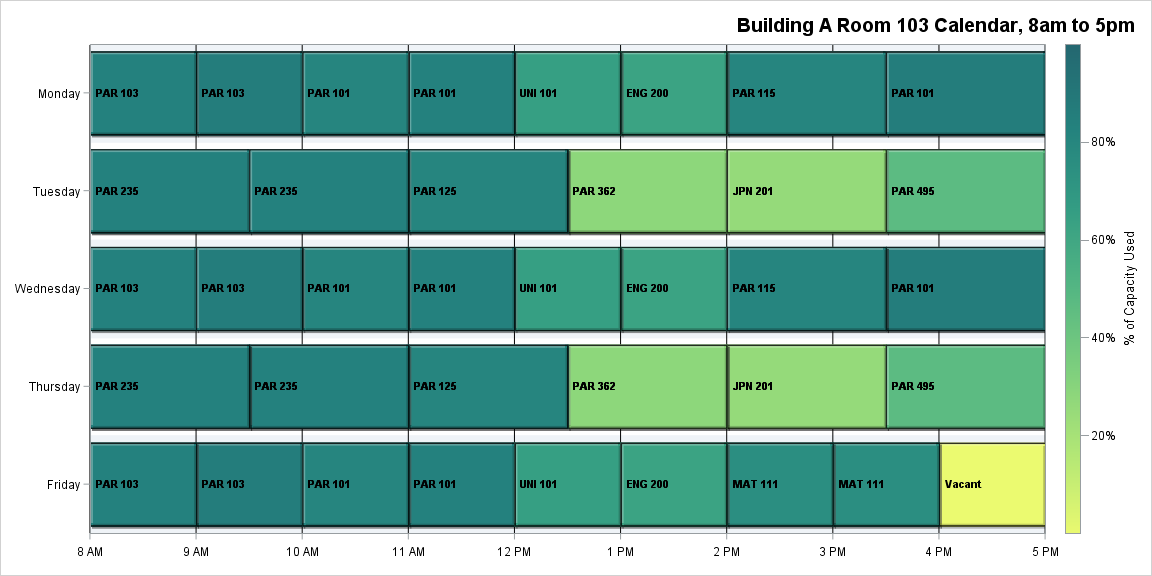 Building A Room 103 Calendar, 8am to 5pm
Monday PAR 103 PAR 103 PAR 101 PAR 101 UNI 101 ENG 200 PAR 115 PAR 101
80%
Tuesday PAR 235 PAR 235 PAR 125 PAR 362 JPN 201 PAR 495
60%
% of Capacity Used
Wednesday PAR 103 PAR 103 PAR 101 PAR 101 UNI 101 ENG 200 PAR 115 PAR 101
40%
Thursday PAR 235 PAR 235 PAR 125 PAR 362 JPN 201 PAR 495
20%
Friday PAR 103 PAR 103 PAR 101 PAR 101 UNI 101 ENG 200 MAT 111 MAT 111 Vacant
8 AM 9 AM 10 AM 11 AM 12 PM 1 PM 2 PM 3 PM 4 PM 5 PM